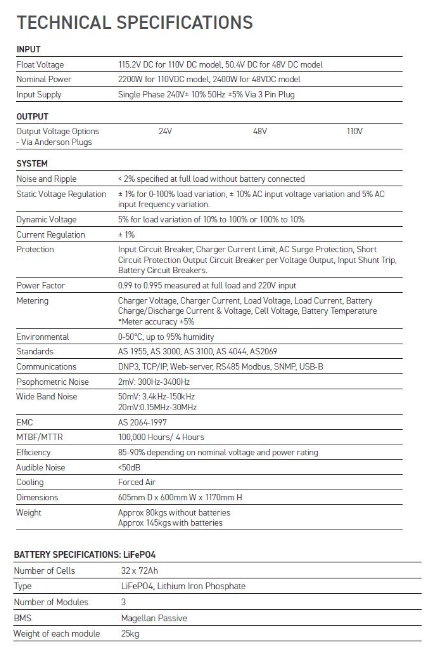 TECHNICAL SPECIFICATIONS
INPUT
Float Voltage 115.2V DC for 110V DC model, 50.4V DC for 48V DC model
Nominal Power 2200W for 110VDC model, 2400W for 48VDC model
Input Supply Single Phase 240V± 10% 50Hz ±5% Via 3 Pin Plug
OUTPUT
Output Voltage Options 24V 48V 110V
- Via Anderson Plugs
SYSTEM
Noise and Ripple < 2% specified at full load without battery connected
Static Voltage Regulation ± 1% for 0-100% load variation, ± 10% AC input voltage variation and 5% AC
input frequency variation.
Dynamic Voltage 5% for load variation of 10% to 100% or 100% to 10%
Current Regulation ± 1%
Protection Input Circuit Breaker, Charger Current Limit, AC Surge Protection, Short
Circuit Protection Output Circuit Breaker per Voltage Output, Input Shunt Trip,
Battery Circuit Breakers.
Power Factor 0.99 to 0.995 measured at full load and 220V input
Metering Charger Voltage, Charger Current, Load Voltage, Load Current, Battery
Charge/Discharge Current & Voltage, Cell Voltage, Battery Temperature
*Meter accuracy ±5%
Environmental 0-50°C, up to 95% humidity
Standards AS 1955, AS 3000, AS 3100, AS 4044, AS2069
Communications DNP3, TCP/IP, Web-server, RS485 Modbus, SNMP, USB-B
Psophometric Noise 2mV: 300Hz-3400Hz
Wide Band Noise 50mV: 3.4kHz-150kHz
20mV:0.15MHz-30MHz
EMC AS 2064-1997
MTBF/MTTR 100,000 Hours/ 4 Hours
Efficiency 85-90% depending on nominal voltage and power rating
Audible Noise <50dB
Cooling Forced Air
Dimensions 605mm D x 600mm W x 1170mm H
Weight Approx 80kgs without batteries
Approx 145kgs with batteries
BATTERY SPECIFICATIONS: LiFePO4
Number of Cells 32 x 72Ah
Type LiFePO4, Lithium Iron Phosphate
Number of Modules 3
BMS Magellan Passive
Weight of each module 25kg